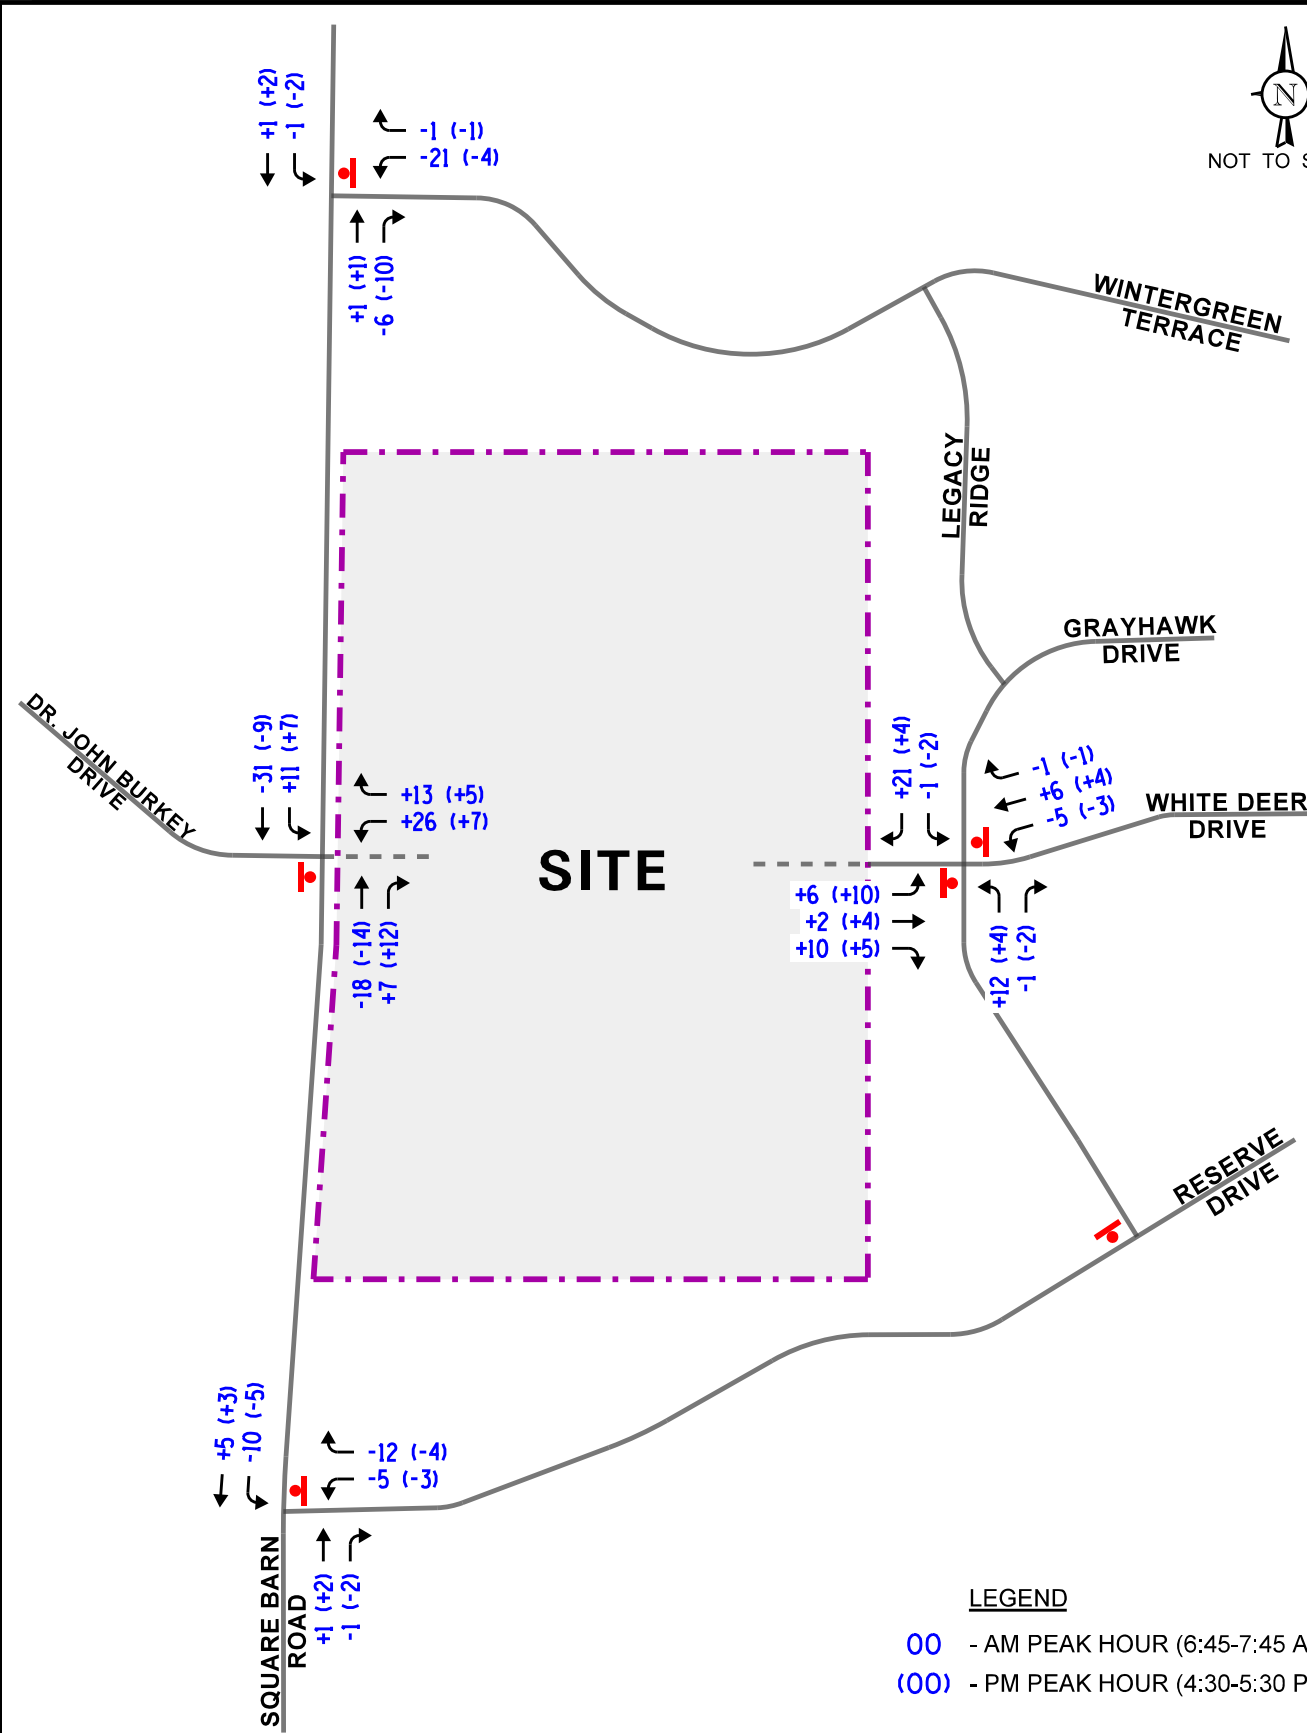 +1 (+2)
-1 (-2)
-1 (-1)
-21 (-4)
N
NOT TO S
+1 (+1)
-6 (-10)
WINTERGREEN
TERRACE
LEGACY
RIDGE
GRAYHAWK
DRIVE
DR. JOHN BURKEY
DRIVE
-31 (-9)
+11 (+7)
+13 (+5)
+26 (+7)
-18 (-14)
+7 (+12)
SITE
+21 (+4)
-1 (-2)
-1 (-1)
+6 (+4)
-5 (-3)
WHITE DEER
DRIVE
+6 (+10)
+2 (+4)
+10 (+5)
+12 (+4)
-1 (-2)
RESERVE
DRIVE
+5 (+3)
-10 (-5)
-12 (-4)
-5 (-3)
+1 (+2)
-1 (-2)
SQUARE BARN
ROAD
LEGEND
00 - AM PEAK HOUR (6:45-7:45 A
(00) - PM PEAK HOUR (4:30-5:30 P